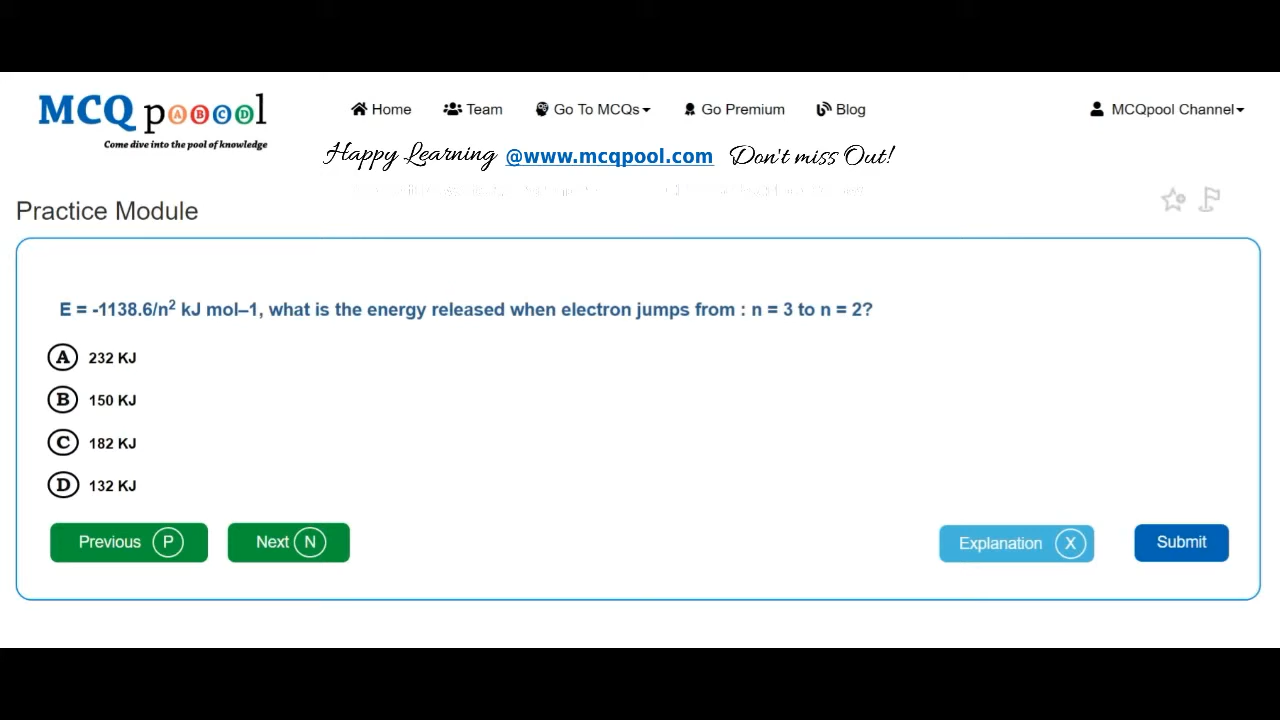 MCQ pABCDl
Come dive into the pool of knowledge
Home Team Go To MCQs Go Premium Blog MCQpool Channel
Happy Learning @www.mcqpool.com Don't miss Out!
Practice Module
E = -1138.6/n² kJ mol–1, what is the energy released when electron jumps from : n = 3 to n = 2?
A 232 KJ
B 150 KJ
C 182 KJ
D 132 KJ
Previous P Next N Explanation X Submit